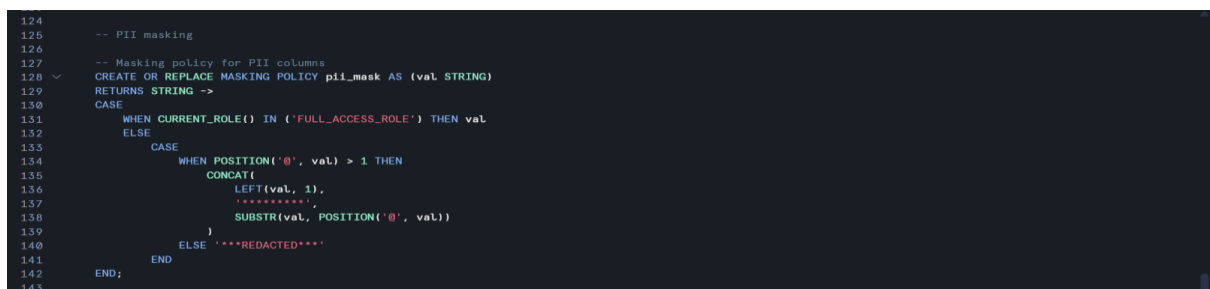 124
125 -- PII masking
126
127 -- Masking policy for PII columns
128 CREATE OR REPLACE MASKING POLICY pii_mask AS (val STRING)
129 RETURNS STRING ->
130 CASE
131 WHEN CURRENT_ROLE() IN ('FULL_ACCESS_ROLE') THEN val
132 ELSE
133 CASE
134 WHEN POSITION('@', val) > 1 THEN
135 CONCAT(
136 LEFT(val, 1),
137 '*********',
138 SUBSTR(val, POSITION('@', val))
139 )
140 ELSE '***REDACTED***'
141 END
142 END;
143